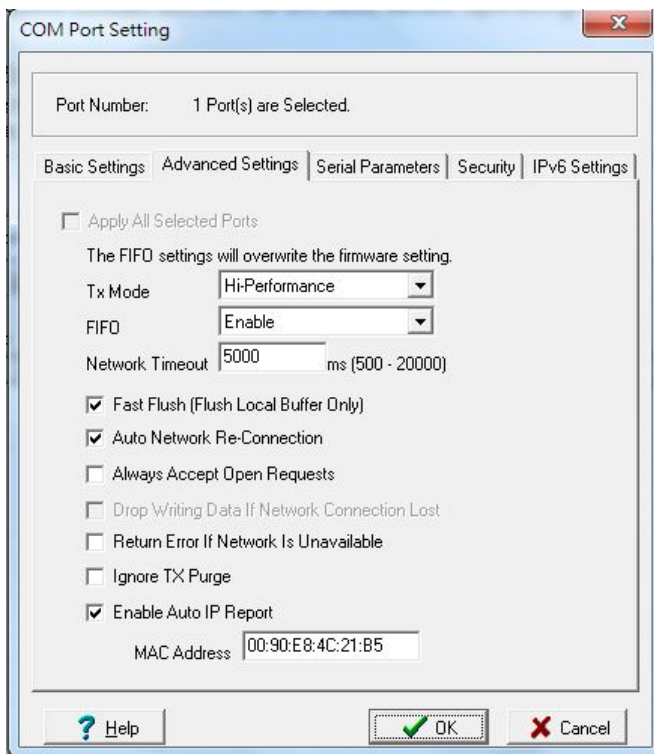 COM Port Setting
Port Number: 1 Port(s) are Selected.
Basic Settings Advanced Settings Serial Parameters Security IPv6 Settings
Apply All Selected Ports
The FIFO settings will overwrite the firmware setting.
Tx Mode Hi-Performance
FIFO Enable
Network Timeout 5000 ms (500 - 20000)
Fast Flush (Flush Local Buffer Only)
Auto Network Re-Connection
Always Accept Open Requests
Drop Writing Data If Network Connection Lost
Return Error If Network Is Unavailable
Ignore TX Purge
Enable Auto IP Report
MAC Address 00:90:E8:4C:21:B5
? Help OK Cancel